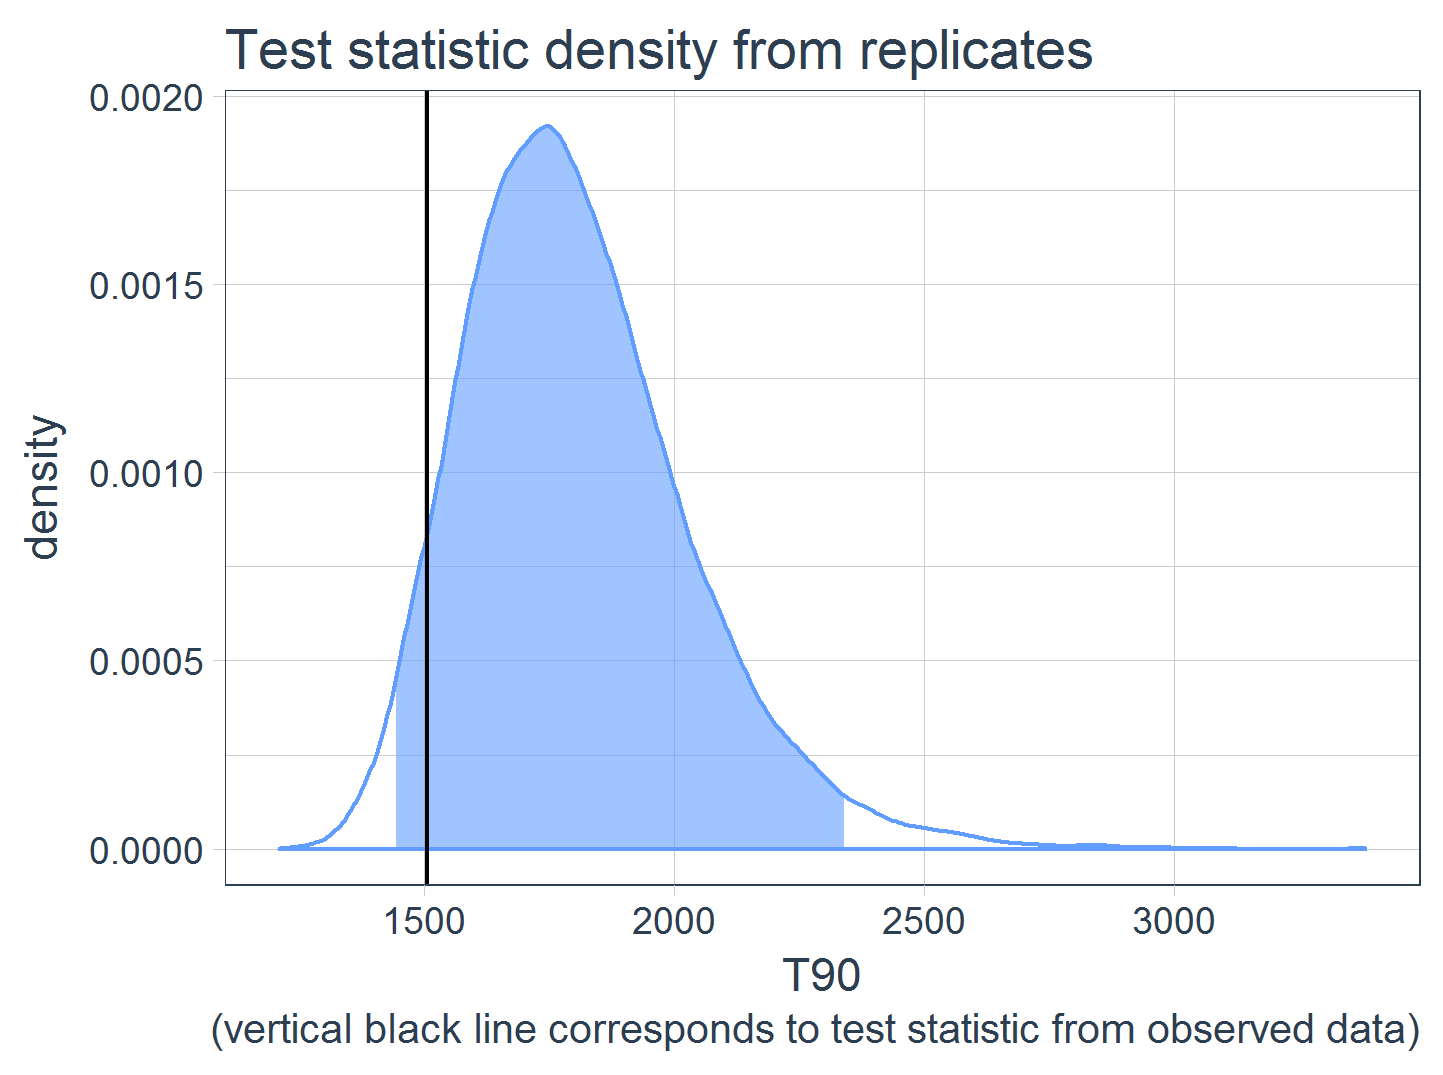 Test statistic density from replicates
0.0020
0.0015
0.0010
0.0005
0.0000
density
1500 2000 2500 3000
T90
(vertical black line corresponds to test statistic from observed data)